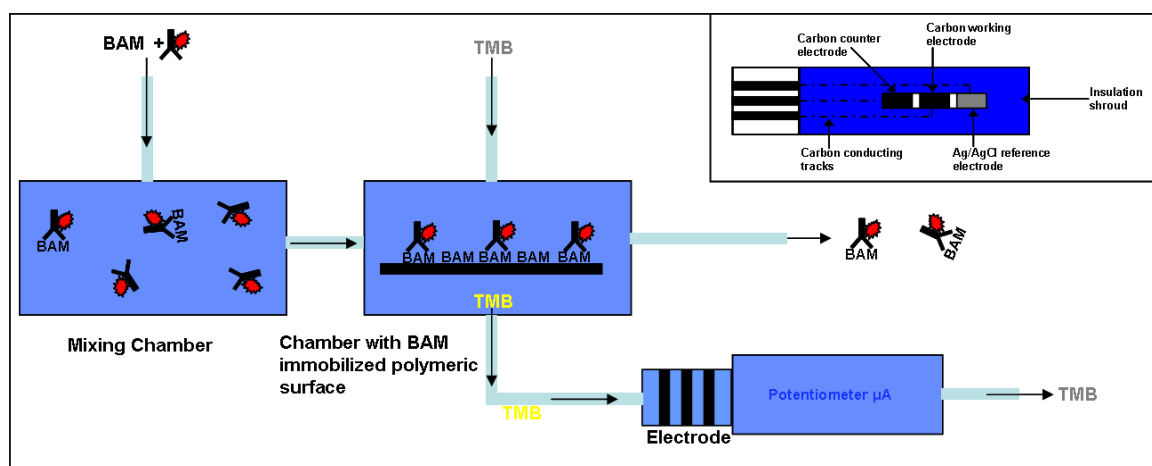 BAM +
TMB
Carbon counter
electrode
Carbon working
electrode
Insulation
shroud
Carbon conducting
tracks
Ag/AgCl reference
electrode
BAM
BAM
BAM BAM BAM BAM BAM
TMB
BAM
BAM
Mixing Chamber
Chamber with BAM
immobilized polymeric
surface
TMB
Electrode
Potentiometer µA
TMB